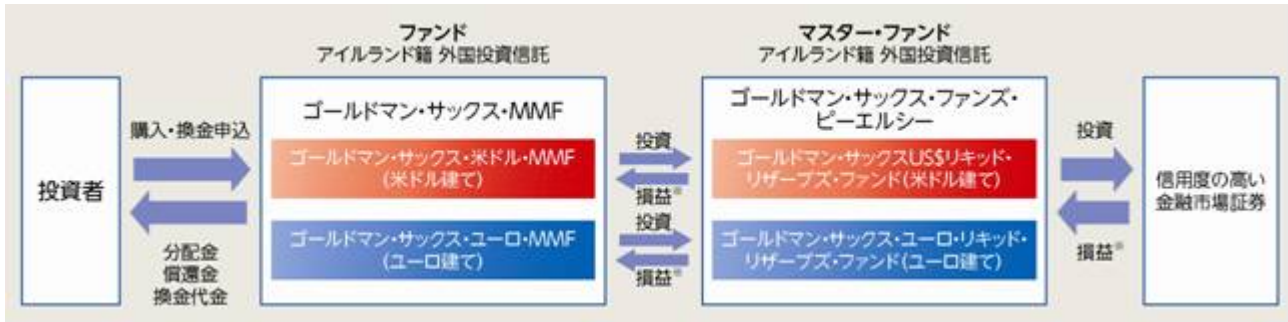 ファンド
アイルランド籍 外国投資信託
マスター・ファンド
アイルランド籍 外国投資信託
投資者
購入・換金申込
分配金
償還金
換金代金
ゴールドマン・サックス・MMF
ゴールドマン・サックス・米ドル・MMF
(米ドル建て)
ゴールドマン・サックス・ユーロ・MMF
(ユーロ建て)
投資
損益※
投資
損益※
ゴールドマン・サックス・ファンズ・
ピーエルシー
ゴールドマン・サックスUS$リキッド・
リザーブズ・ファンド(米ドル建て)
ゴールドマン・サックス・ユーロ・リキッド・
リザーブズ・ファンド(ユーロ建て)
投資
損益※
信用度の高い
金融市場証券